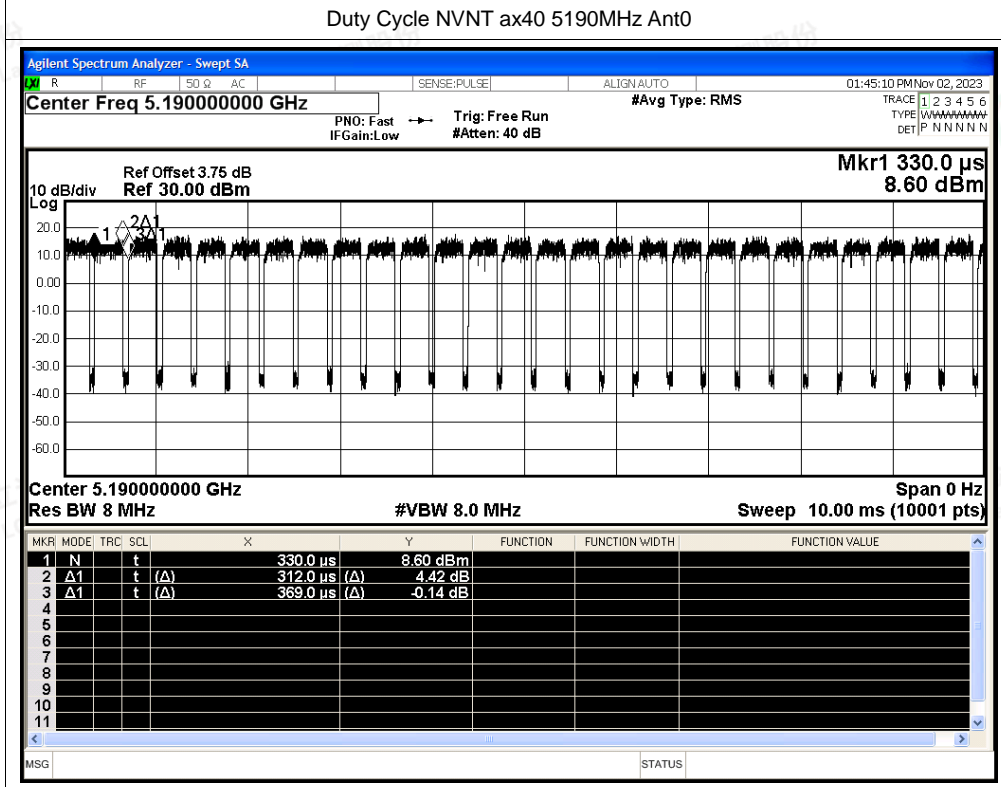 Duty Cycle NVNT ax40 5190MHz Ant0
Agilent Spectrum Analyzer - Swept SA
LXI R RF 50 Ω AC SENSE:PULSE ALIGN AUTO 01:45:10 PM Nov 02, 2023
Center Freq 5.190000000 GHz #Avg Type: RMS TRACE 1 2 3 4 5 6
PNO: Fast Trig: Free Run TYPE WWWWWW
IFGain:Low #Atten: 40 dB DET P N N N N N
Mkr1 330.0 µs
8.60 dBm
Ref Offset 3.75 dB
10 dB/div Ref 30.00 dBm
Log
20.0
10.0
0.00
-10.0
-20.0
-30.0
-40.0
-50.0
-60.0
1
2Δ1
3Δ1
Center 5.190000000 GHz Span 0 Hz
Res BW 8 MHz #VBW 8.0 MHz Sweep 10.00 ms (10001 pts)
MKR MODE TRC SCL X Y FUNCTION FUNCTION WIDTH FUNCTION VALUE
1 N t 330.0 µs 8.60 dBm
2 Δ1 t (Δ) 312.0 µs (Δ) 4.42 dB
3 Δ1 t (Δ) 369.0 µs (Δ) -0.14 dB
4
5
6
7
8
9
10
11
MSG STATUS